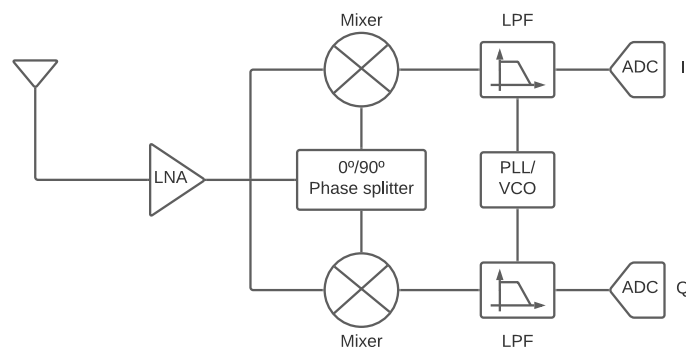 Mixer
LPF
ADC
I
LNA
0º/90º
Phase splitter
PLL/
VCO
ADC
Q
Mixer
LPF